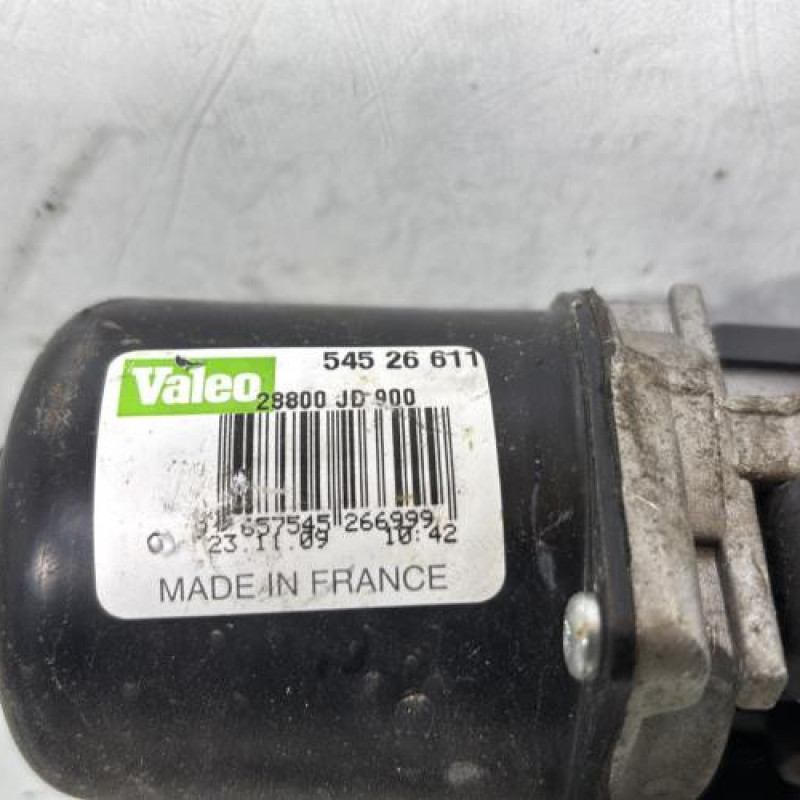 Valeo 545 26 611
28800 JD 900
657545 266999
23.11.09 10:42
MADE IN FRANCE